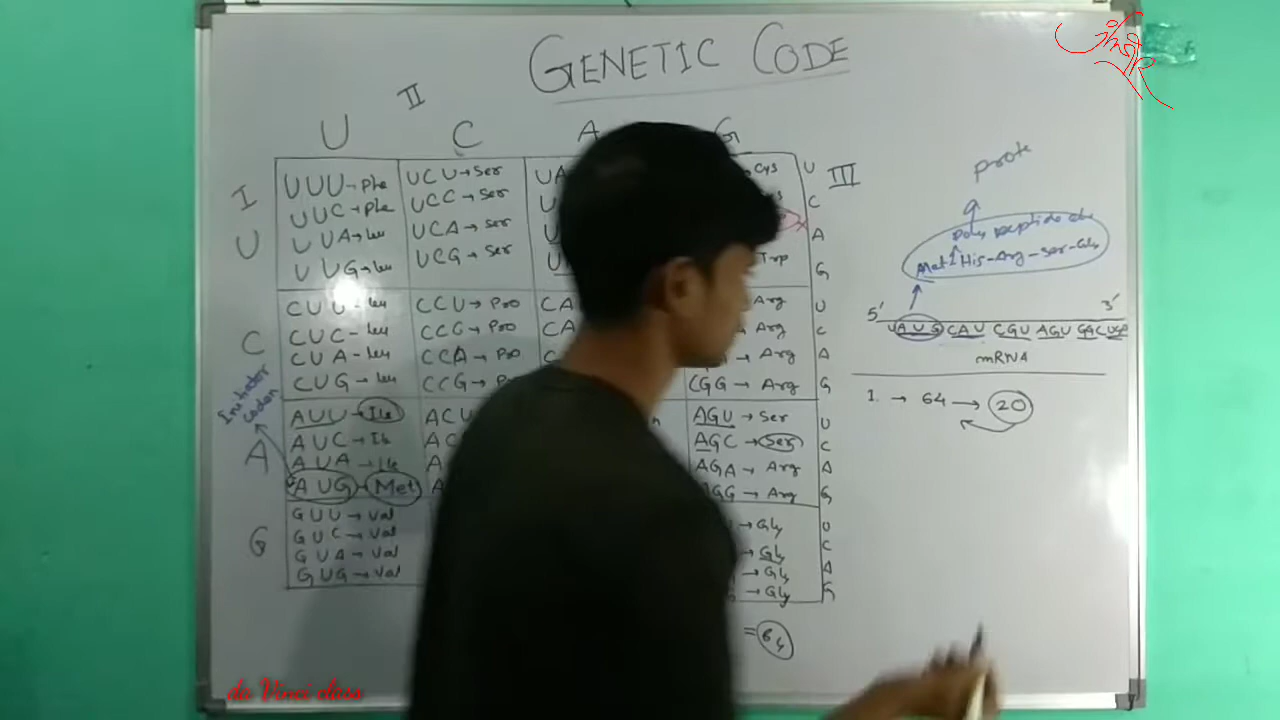 GENETIC CODE
II
U C A G
I
III
U
UUU→Phe
UUC→Phe
UUA→leu
UUG→leu
UCU→Ser
UCC→Ser
UCA→Ser
UCG→Ser
UA
Cys
Trp
U
C
A
G
C
CUU→leu
CUC→leu
CUA→leu
CUG→leu
CCU→Pro
CCG→Pro
CCA→Pro
CCG→Pro
CA
CA
Arg
Arg
→Arg
CGG→Arg
U
C
A
G
Initiator
codon
A
AUU→Ile
AUC→Ile
AUA→Ile
AUG→Met
ACU
AC
A
A
AGU→Ser
AGC→Ser
AGA→Arg
AGG→Arg
U
C
A
G
G
GUU→Val
GUC→Val
GUA→Val
GUG→Val
→Gly
→Gly
→Gly
→Gly
U
C
A
G
=64
prote
Poly peptide
Met-His-Arg-Ser-Gly
5' 3'
UAUG CAU CGU AGU
mRNA
1. → 64 → 20
da Vinci class